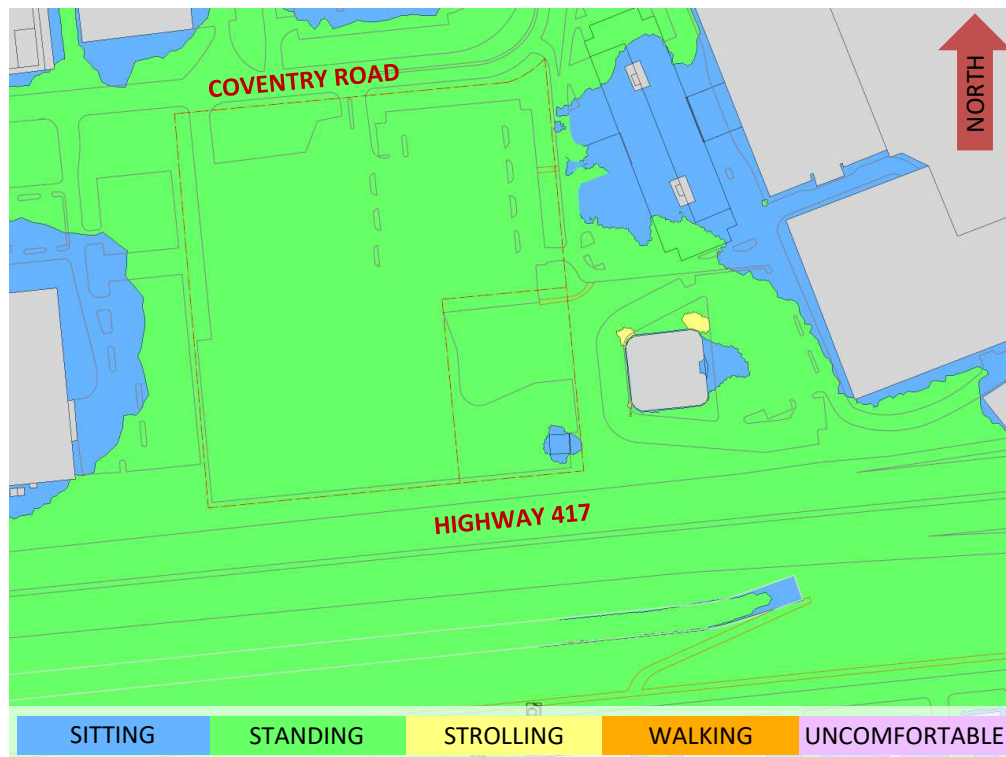 COVENTRY ROAD
NORTH
HIGHWAY 417
SITTING
STANDING
STROLLING
WALKING
UNCOMFORTABLE